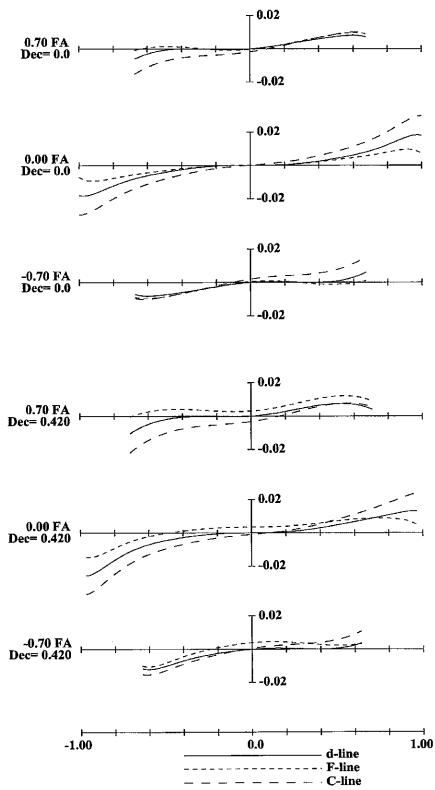 0.02
0.70 FA
Dec= 0.0
-0.02
0.02
0.00 FA
Dec= 0.0
-0.02
0.02
-0.70 FA
Dec= 0.0
-0.02
0.02
0.70 FA
Dec= 0.420
-0.02
0.02
0.00 FA
Dec= 0.420
-0.02
0.02
-0.70 FA
Dec= 0.420
-0.02
-1.00 0.0 1.00
d-line
F-line
C-line